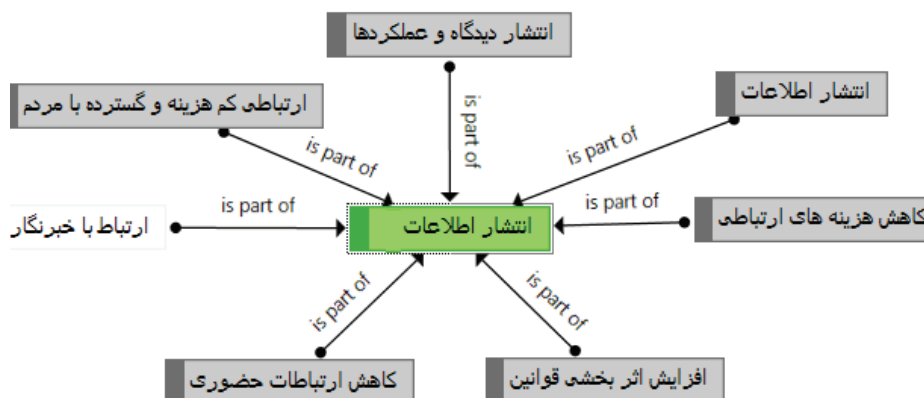 انتشار دیدگاه و عملکردها
ارتباطی کم هزینه و گسترده با مردم
انتشار اطلاعات
is part of
is part of
is part of
ارتباط با خبرنگار
is part of
انتشار اطلاعات
is part of
کاهش هزینه های ارتباطی
is part of
is part of
کاهش ارتباطات حضوری
افزایش اثر بخشی قوانین